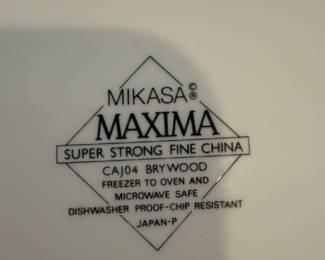 MIKASA©®
MAXIMA
SUPER STRONG FINE CHINA
CAJ04 BRYWOOD
FREEZER TO OVEN AND
MICROWAVE SAFE
DISHWASHER PROOF-CHIP RESISTANT
JAPAN-P